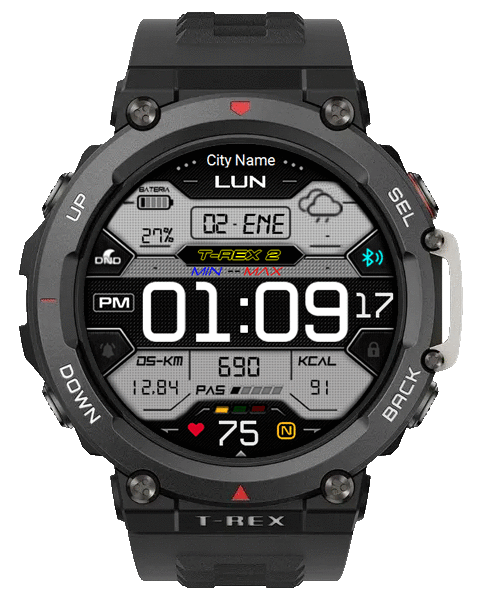 City Name
LUN
BATERIA
02-ENE
27%
T-REX 2
DND
MIN -- MAX
UP
SEL
PM
01:09
17
DS-KM
690
KCAL
12.84
PAS
91
DOWN
BACK
75
N
T-REX